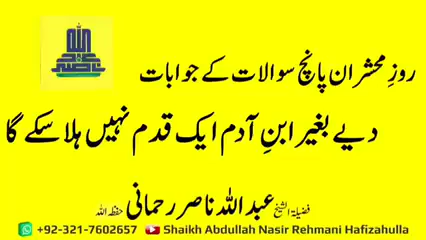 روزِ محشر ان پانچ سوالات کے جوابات
دیے بغیر ابنِ آدم ایک قدم نہیں ہلا سکے گا
فضیلۃ الشیخ عبداللہ ناصر رحمانی حفظہ اللہ
+92-321-7602657 Shaikh Abdullah Nasir Rehmani Hafizahulla